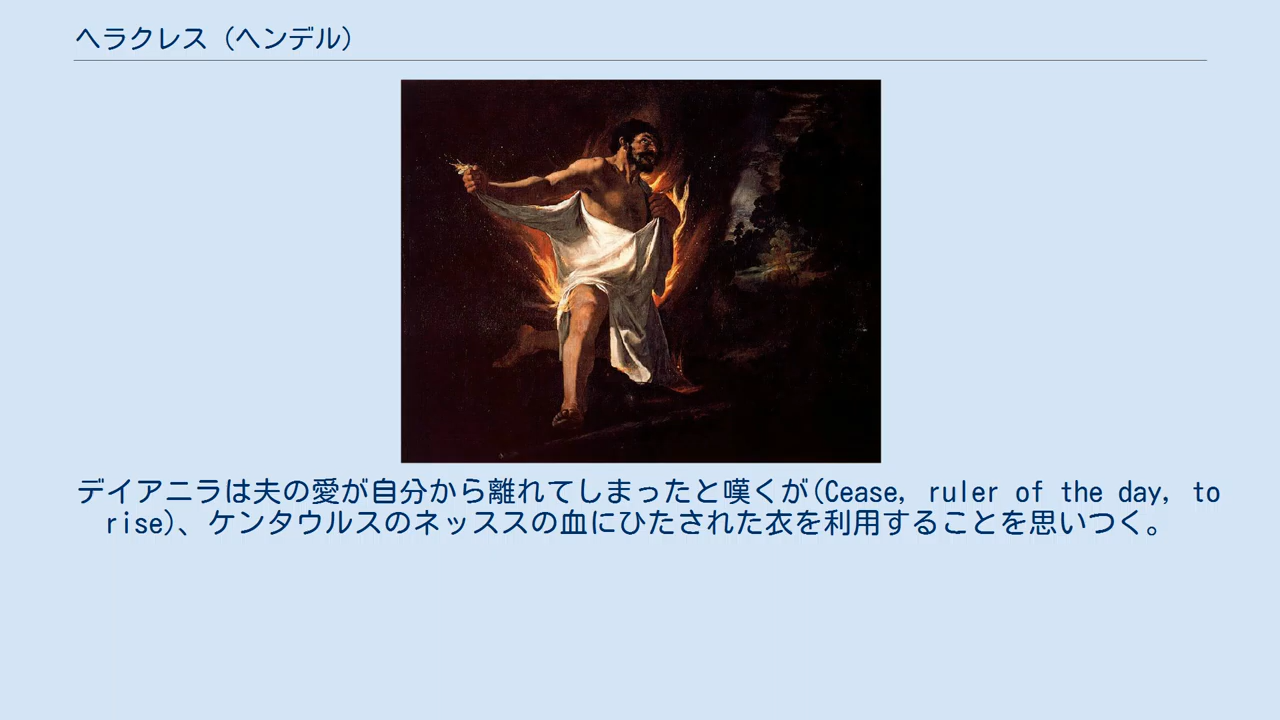 ヘラクレス（ヘンデル）
デイアニラは夫の愛が自分から離れてしまったと嘆くが(Cease, ruler of the day, to
rise)、ケンタウルスのネッススの血にひたされた衣を利用することを思いつく。